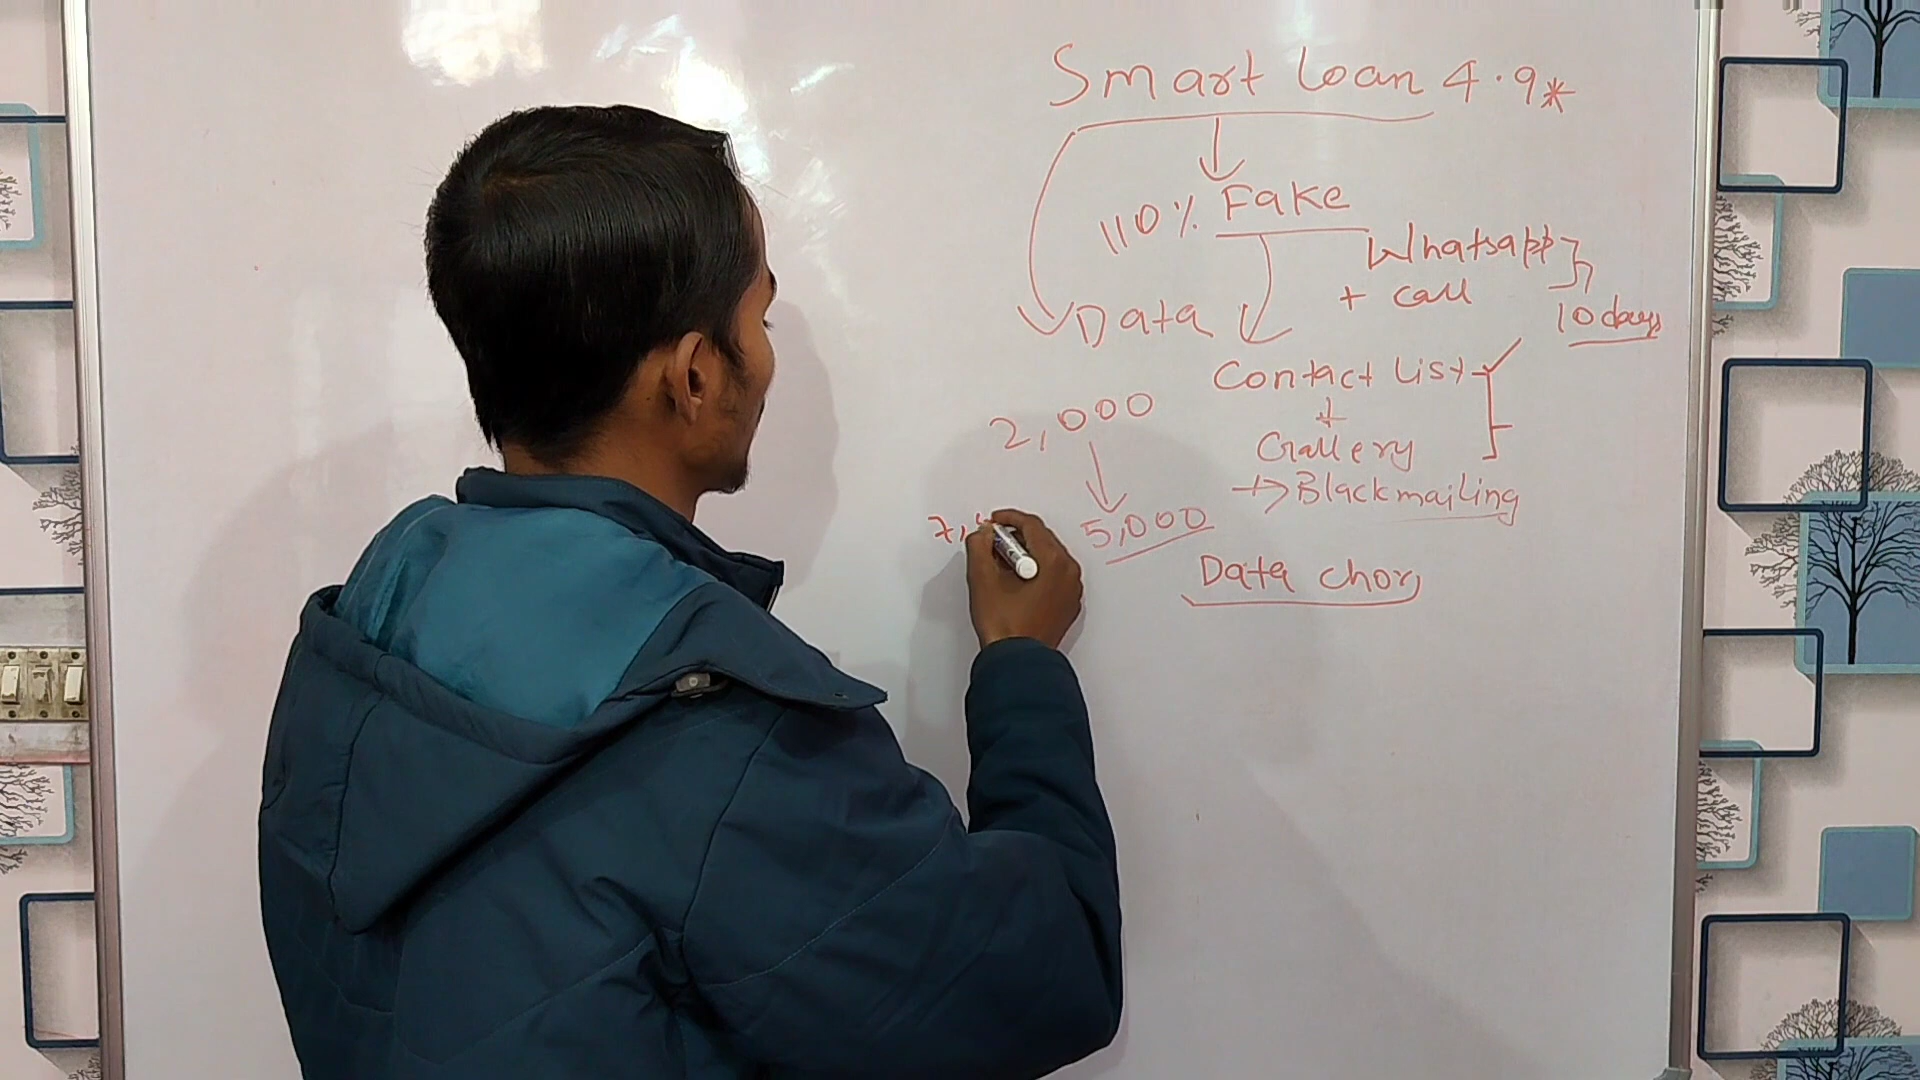 Smart Loan 4.9*
110% Fake
Whatsapp
+ call
10 days
Data
Contact List
+
Gallery
→ Blackmailing
2,000
5,000
7,
Data chor